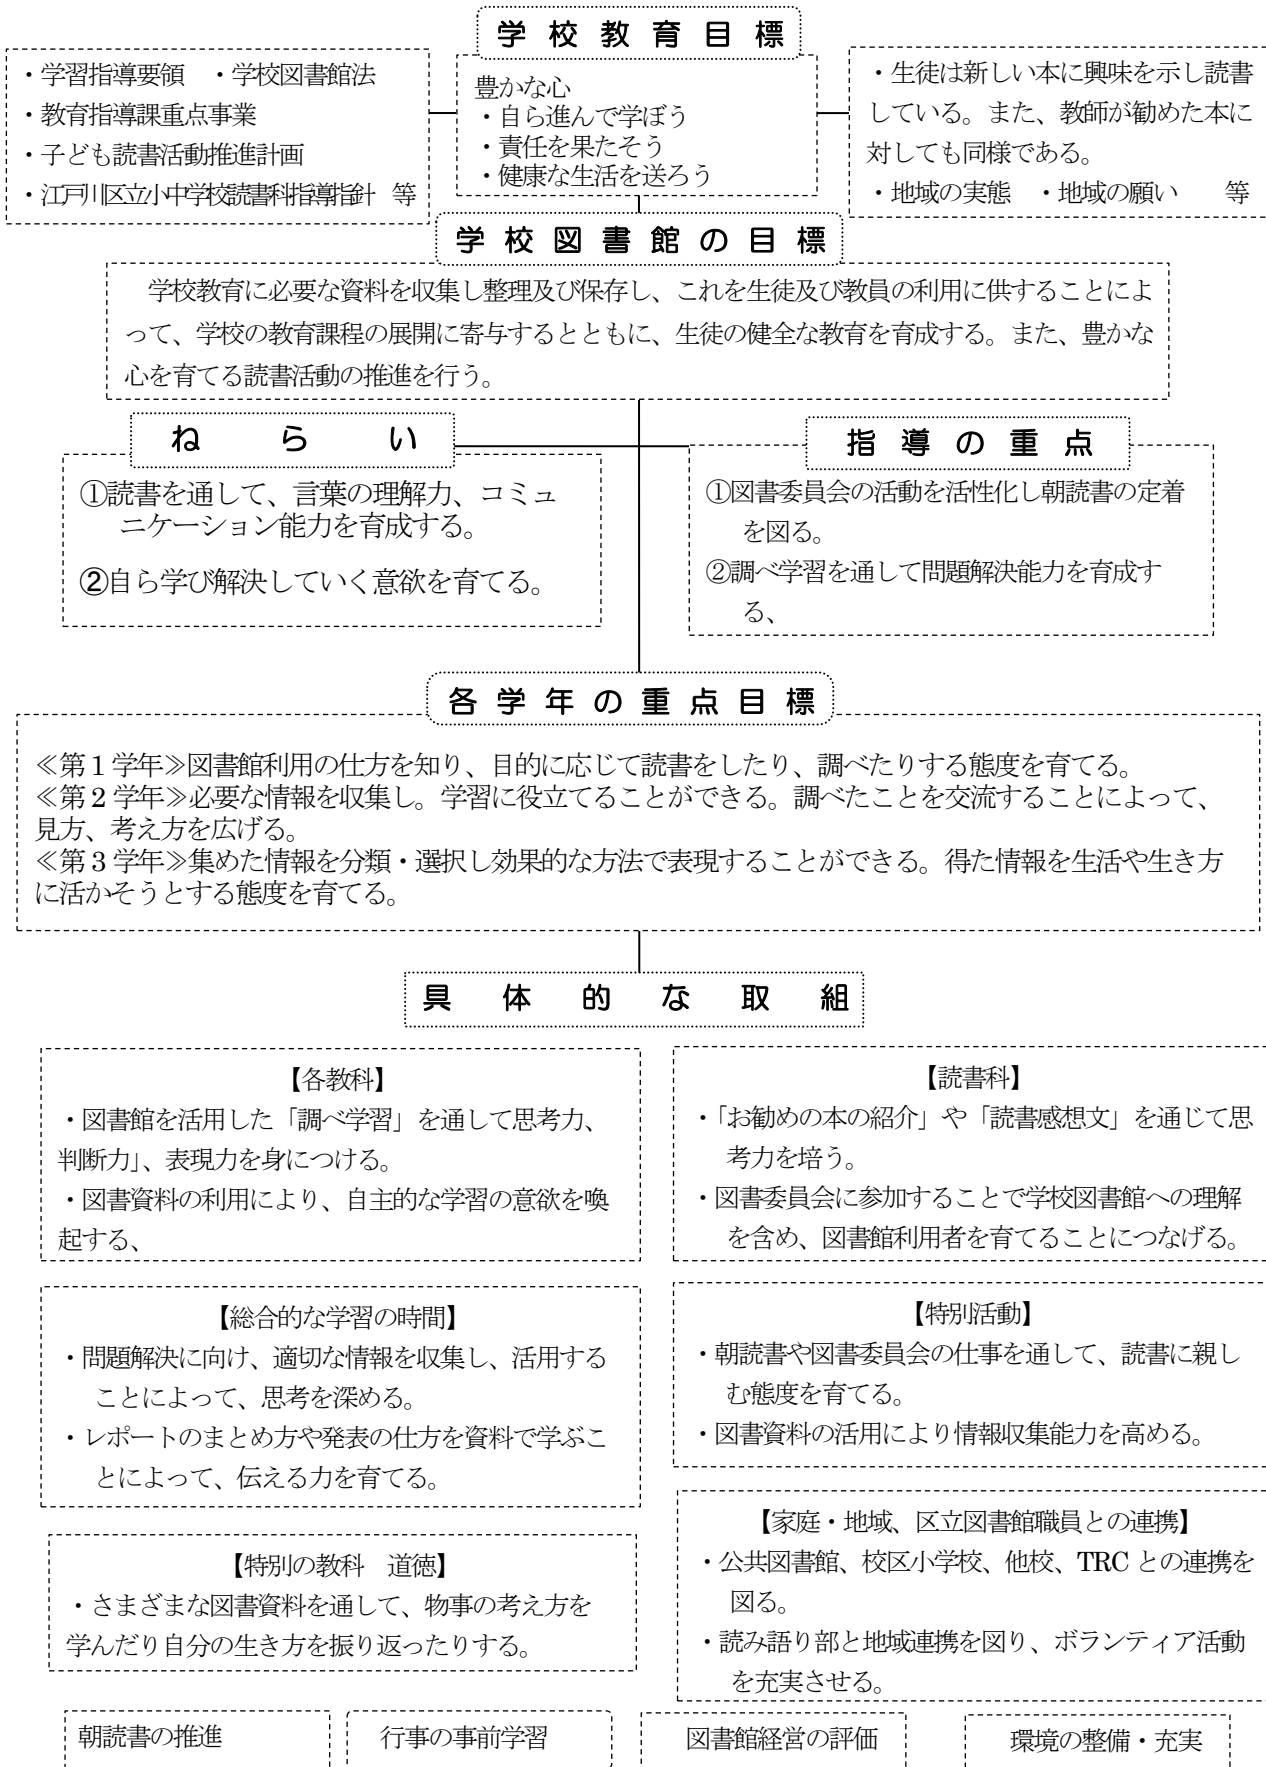 学校教育目標
・学習指導要領　・学校図書館法
・教育指導課重点事業
・子ども読書活動推進計画
・江戸川区立小中学校読書科指導指針　等
豊かな心
・自ら進んで学ぼう
・責任を果たそう
・健康な生活を送ろう
・生徒は新しい本に興味を示し読書
している。また、教師が勧めた本に
対しても同様である。
・地域の実態　・地域の願い　　等
学校図書館の目標
学校教育に必要な資料を収集し整理及び保存し、これを生徒及び教員の利用に供することによ
って、学校の教育課程の展開に寄与するとともに、生徒の健全な教育を育成する。また、豊かな
心を育てる読書活動の推進を行う。
ねらい
①読書を通して、言葉の理解力、コミュ
ニケーション能力を育成する。
②自ら学び解決していく意欲を育てる。
指導の重点
①図書委員会の活動を活性化し朝読書の定着
を図る。
②調べ学習を通して問題解決能力を育成す
る、
各学年の重点目標
≪第１学年≫図書館利用の仕方を知り、目的に応じて読書をしたり、調べたりする態度を育てる。
≪第２学年≫必要な情報を収集し。学習に役立てることができる。調べたことを交流することによって、
見方、考え方を広げる。
≪第３学年≫集めた情報を分類・選択し効果的な方法で表現することができる。得た情報を生活や生き方
に活かそうとする態度を育てる。
具体的な取組
【各教科】
・図書館を活用した「調べ学習」を通して思考力、
判断力」、表現力を身につける。
・図書資料の利用により、自主的な学習の意欲を喚
起する、
【読書科】
・「お勧めの本の紹介」や「読書感想文」を通じて思
考力を培う。
・図書委員会に参加することで学校図書館への理解
を含め、図書館利用者を育てることにつなげる。
【総合的な学習の時間】
・問題解決に向け、適切な情報を収集し、活用する
ことによって、思考を深める。
・レポートのまとめ方や発表の仕方を資料で学ぶこ
とによって、伝える力を育てる。
【特別活動】
・朝読書や図書委員会の仕事を通して、読書に親し
む態度を育てる。
・図書資料の活用により情報収集能力を高める。
【特別の教科　道徳】
・さまざまな図書資料を通して、物事の考え方を
学んだり自分の生き方を振り返ったりする。
【家庭・地域、区立図書館職員との連携】
・公共図書館、校区小学校、他校、TRC との連携を
図る。
・読み語り部と地域連携を図り、ボランティア活動
を充実させる。
朝読書の推進
行事の事前学習
図書館経営の評価
環境の整備・充実